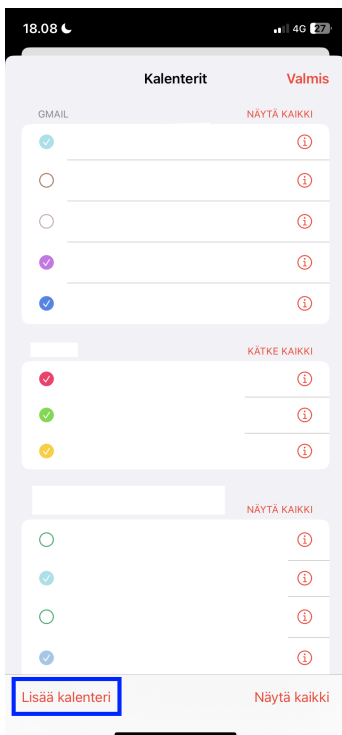 18.08 4G 27
Kalenterit Valmis
GMAIL NÄYTÄ KAIKKI
KÄTKE KAIKKI
NÄYTÄ KAIKKI
Lisää kalenteri Näytä kaikki